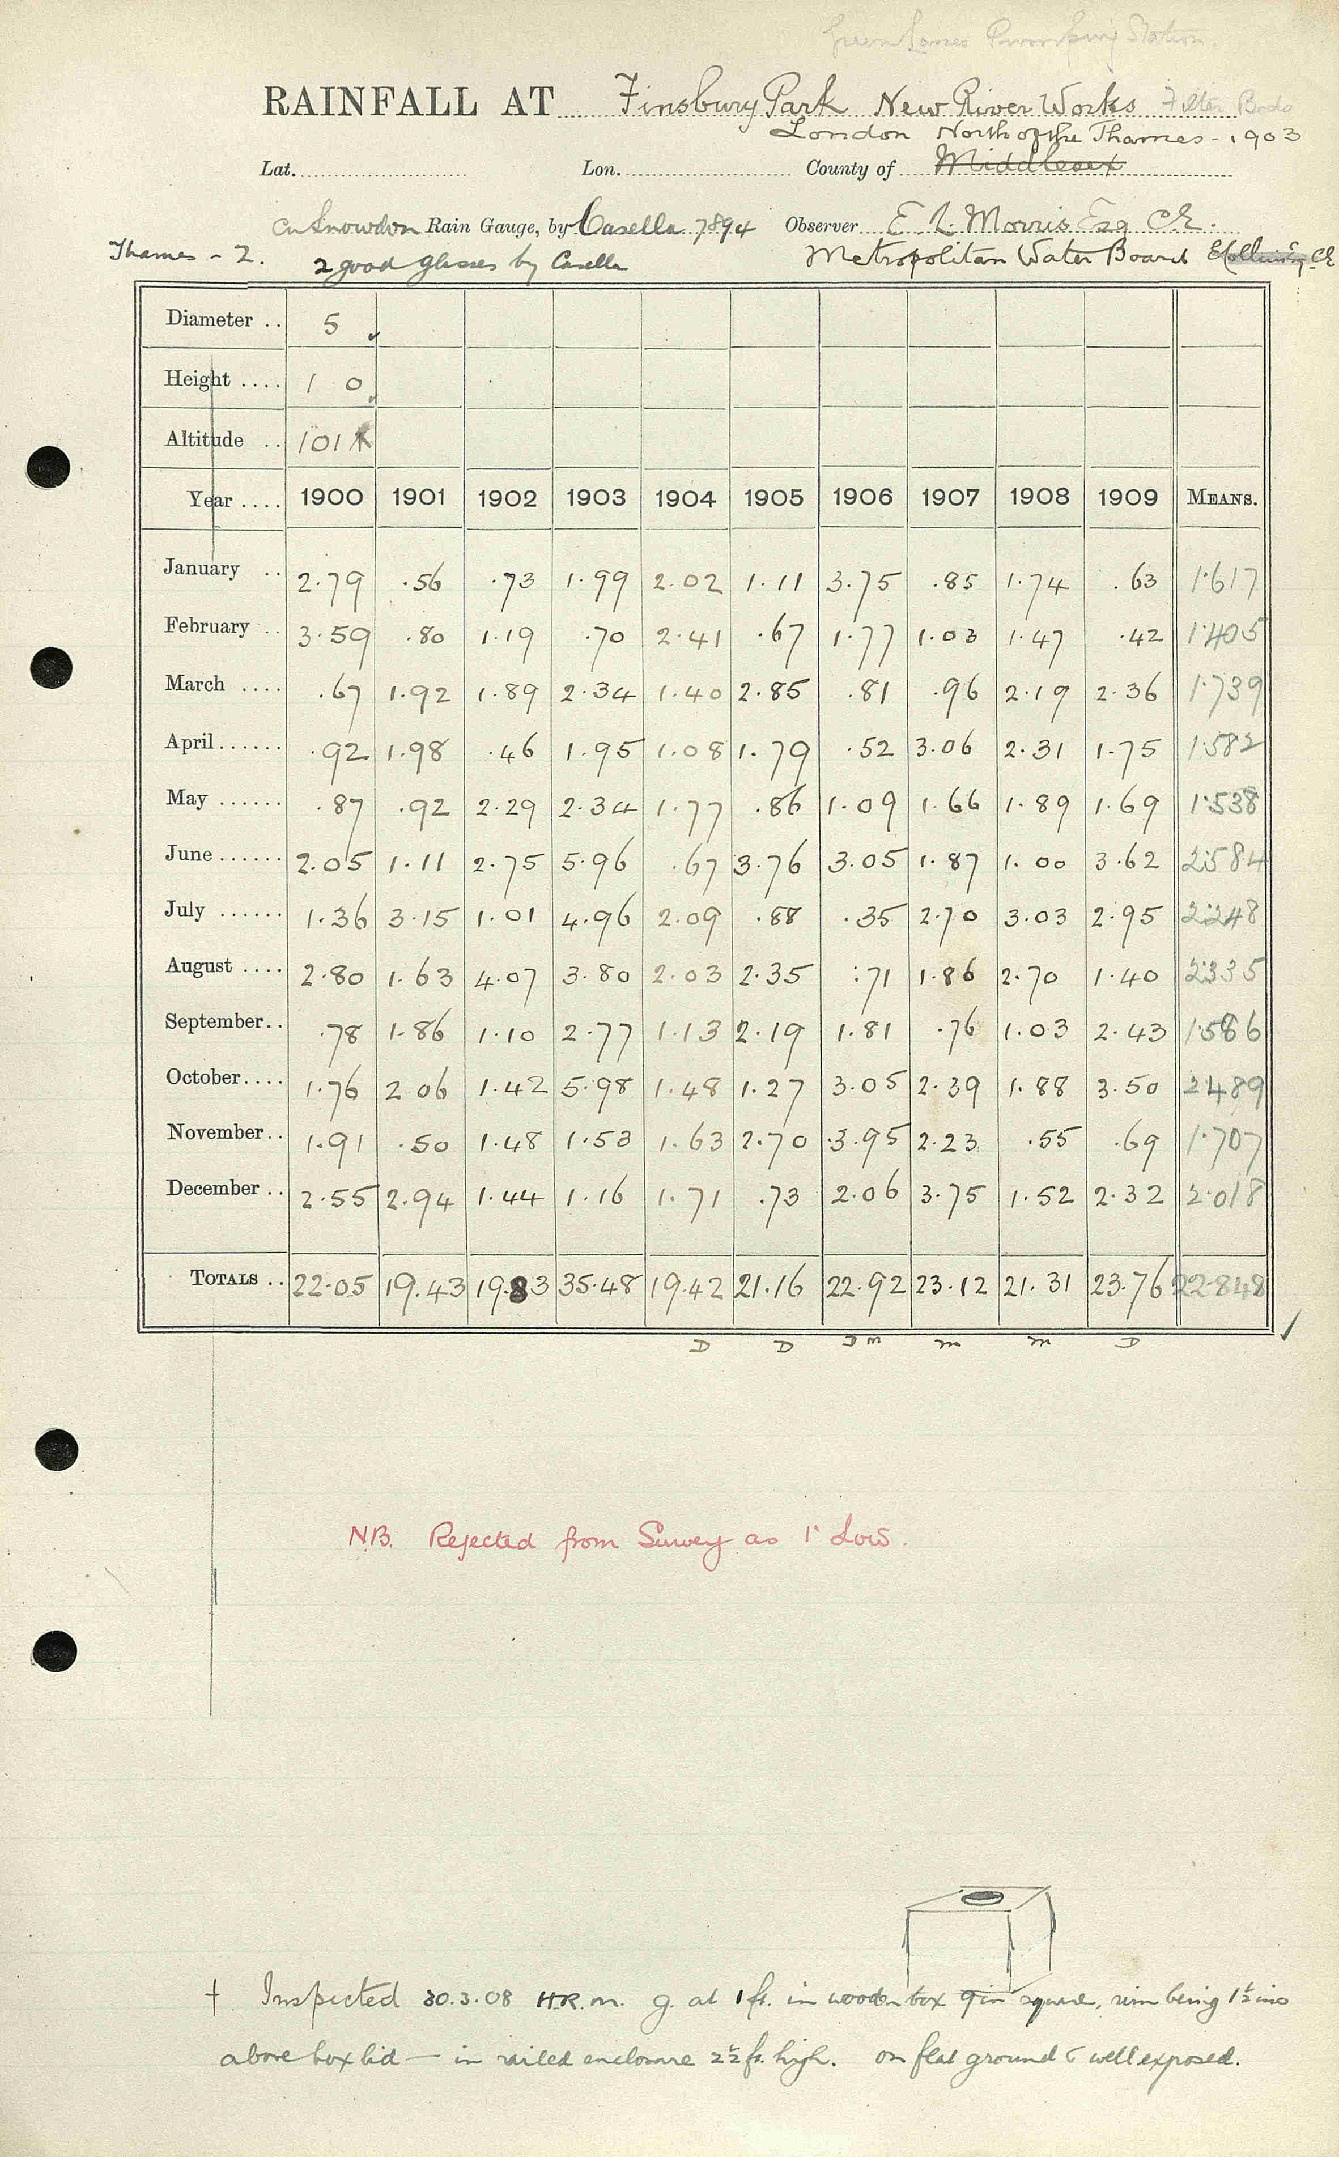 Green Lanes Pumping Station.
RAINFALL AT Finsbury Park New River Works Filter Beds
London North of the Thames - 1903
Lat. Lon. County of Middlesex
Snowdon Rain Gauge, by Casella 7894 Observer E L Morris Esq C.E.
Thames - 2. 2 good glasses by Casella Metropolitan Water Board
Diameter .. 5
Height .... 1 0
Altitude .. 101
Year .... 1900 1901 1902 1903 1904 1905 1906 1907 1908 1909 MEANS.
January .. 2.79 .56 .73 1.99 2.02 1.11 3.75 .85 1.74 .63 1.617
February .. 3.59 .80 1.19 .70 2.41 .67 1.77 1.03 1.47 .42 1.405
March .... .67 1.92 1.89 2.34 1.40 2.85 .81 .96 2.19 2.36 1.739
April...... .92 1.98 .46 1.95 1.08 1.79 .52 3.06 2.31 1.75 1.582
May ...... .87 .92 2.29 2.34 1.77 .86 1.09 1.66 1.89 1.69 1.538
June ...... 2.05 1.11 2.75 5.96 .67 3.76 3.05 1.87 1.00 3.62 2.584
July ...... 1.36 3.15 1.01 4.96 2.09 .88 .35 2.70 3.03 2.95 2.248
August .... 2.80 1.63 4.07 3.80 2.03 2.35 .71 1.86 2.70 1.40 2.335
September.. .78 1.86 1.10 2.77 1.13 2.19 1.81 .76 1.03 2.43 1.586
October.... 1.76 2.06 1.42 5.98 1.48 1.27 3.05 2.39 1.88 3.50 2.489
November.. 1.91 .50 1.48 1.53 1.63 2.70 3.95 2.23 .55 .69 1.707
December .. 2.55 2.94 1.44 1.16 1.71 .73 2.06 3.75 1.52 2.32 2.018
TOTALS .. 22.05 19.43 19.83 35.48 19.42 21.16 22.92 23.12 21.31 23.76 22.848
D D D m m m D
N.B. Rejected from Survey as 1" Low.
† Inspected 30.3.08 H.R.M. g. at 1 ft. in wooden box 9 in square, rim being 1½ ins
above box lid — in railed enclosure 2½ ft. high. on flat ground & well exposed.